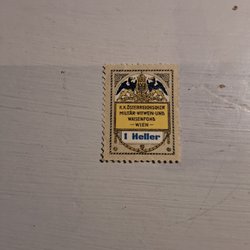 K.K.ÖSTERREICHISCHER
MILITÄR-WITWEN-UND
WAISENFOND
- WIEN -
1 Heller